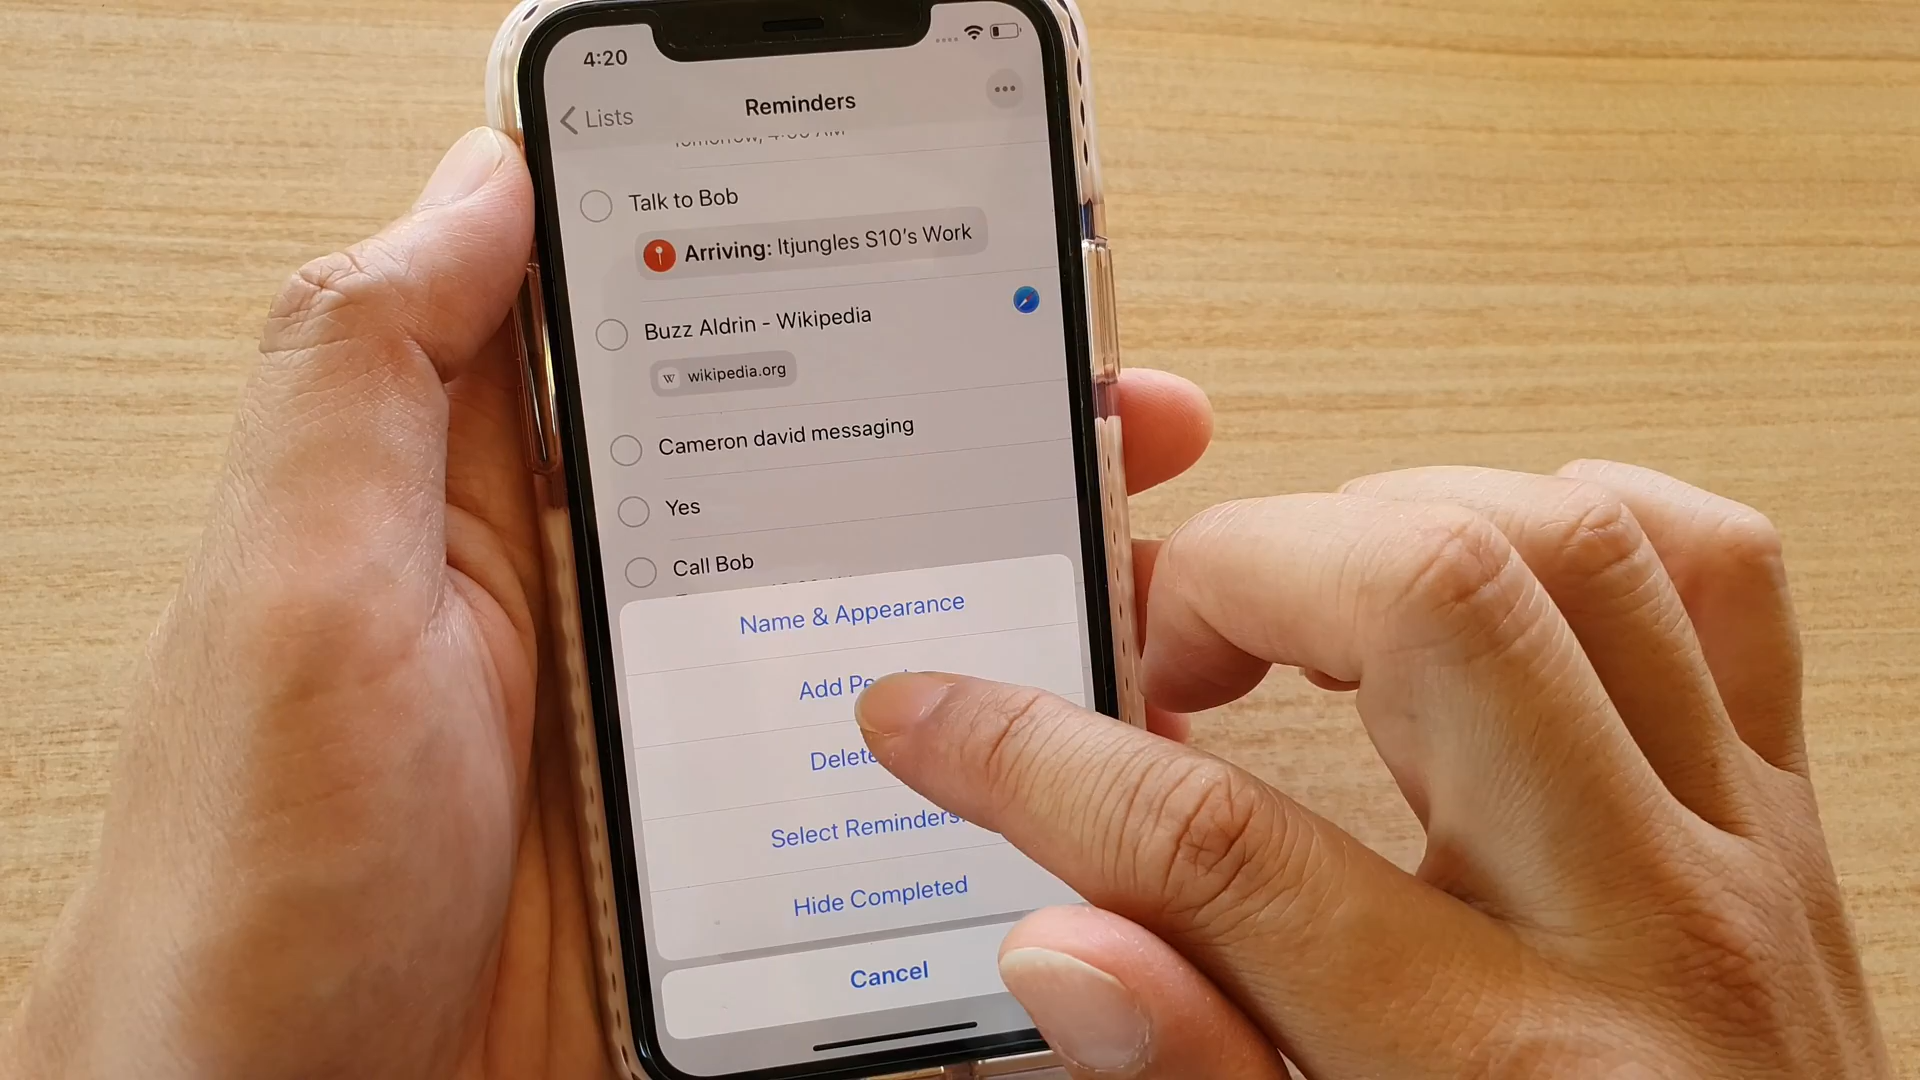 4:20
Lists
Reminders
Talk to Bob
Arriving: Itjungles S10's Work
Buzz Aldrin - Wikipedia
W wikipedia.org
Cameron david messaging
Yes
Call Bob
Name & Appearance
Add
Delete
Select Reminders
Hide Completed
Cancel